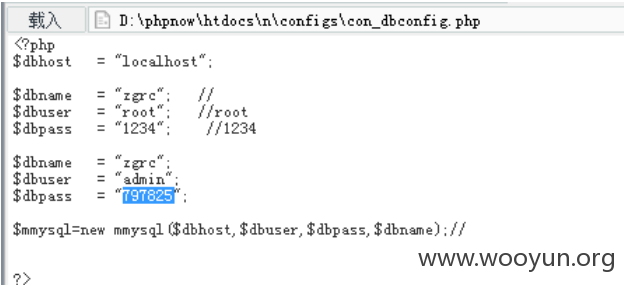 载入 D:\phpnow\htdocs\n\configs\con_dbconfig.php
<?php
$dbhost = "localhost";
$dbname = "zgrc"; //
$dbuser = "root"; //root
$dbpass = "1234"; //1234
$dbname = "zgrc";
$dbuser = "admin";
$dbpass = "797825";
$mmysql=new mmysql($dbhost,$dbuser,$dbpass,$dbname);//
www.wooyun.org
?>